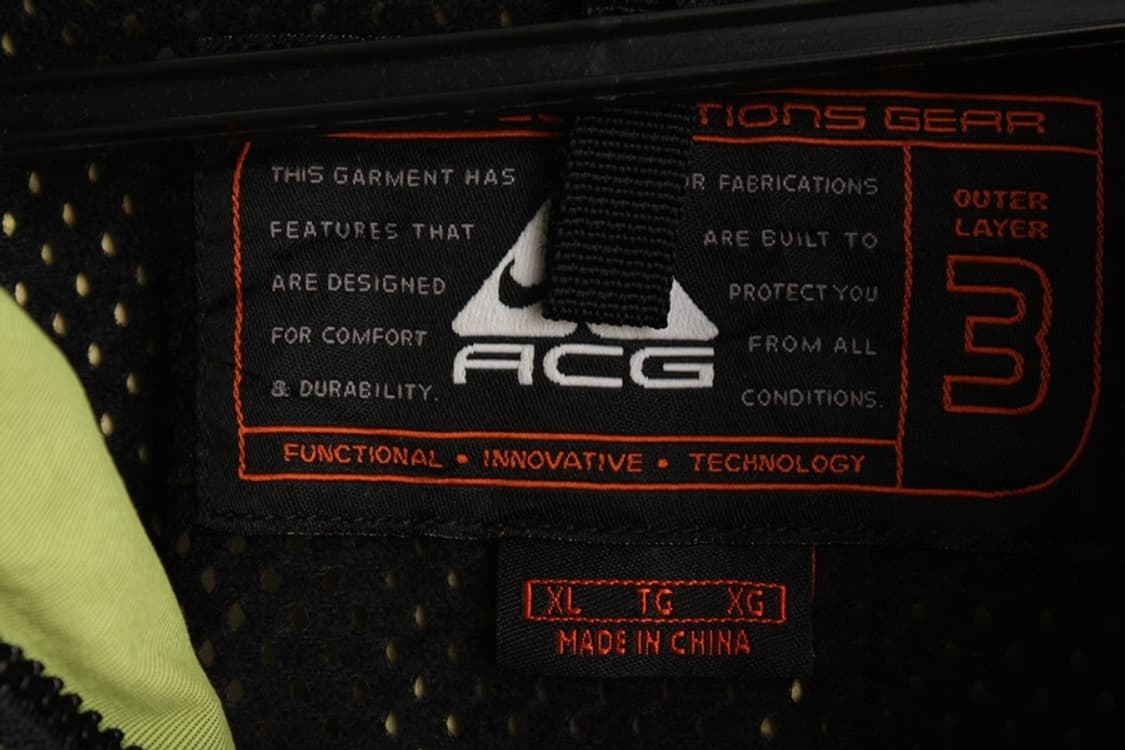 TIONS GEAR
THIS GARMENT HAS
FEATURES THAT
ARE DESIGNED
FOR COMFORT
& DURABILITY.
ACG
R FABRICATIONS
ARE BUILT TO
PROTECT YOU
FROM ALL
CONDITIONS.
OUTER
LAYER
3
FUNCTIONAL • INNOVATIVE • TECHNOLOGY
XL TG XG
MADE IN CHINA